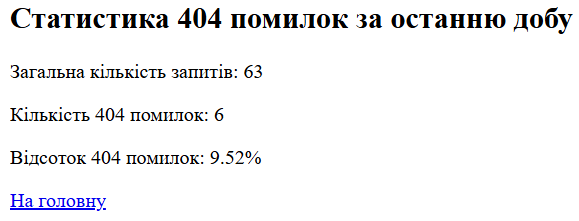 Статистика 404 помилок за останню добу
Загальна кількість запитів: 63
Кількість 404 помилок: 6
Відсоток 404 помилок: 9.52%
На головну